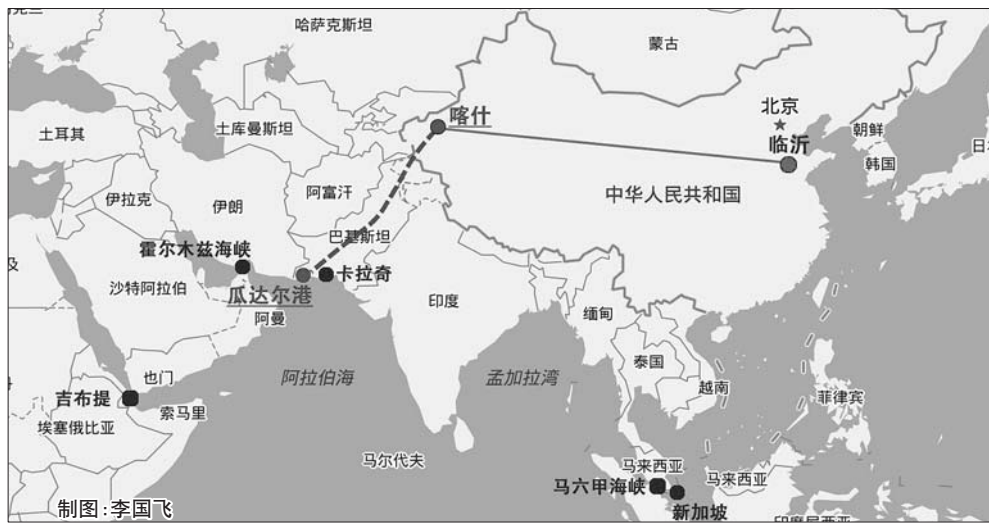 哈萨克斯坦
蒙古
喀什
北京
土耳其
土库曼斯坦
临沂
朝鲜
韩国
伊拉克
伊朗
阿富汗
中华人民共和国
巴基斯坦
霍尔木兹海峡
卡拉奇
及
沙特阿拉伯
瓜达尔港
印度
缅甸
阿曼
泰国
也门
阿拉伯海
孟加拉湾
越南
吉布提
索马里
菲律宾
埃塞俄比亚
马尔代夫
马来西亚
马来西亚
马六甲海峡
新加坡
制图:李国飞